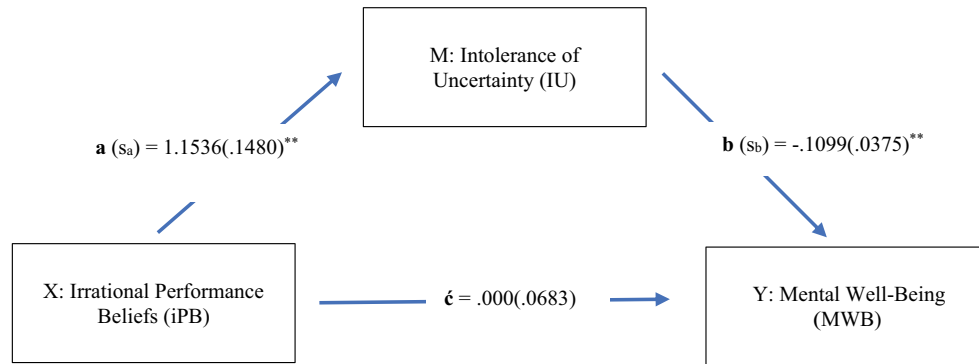 M: Intolerance of
Uncertainty (IU)
a (sa) = 1.1536(.1480)**
b (sb) = -.1099(.0375)**
X: Irrational Performance
Beliefs (iPB)
ć = .000(.0683)
Y: Mental Well-Being
(MWB)